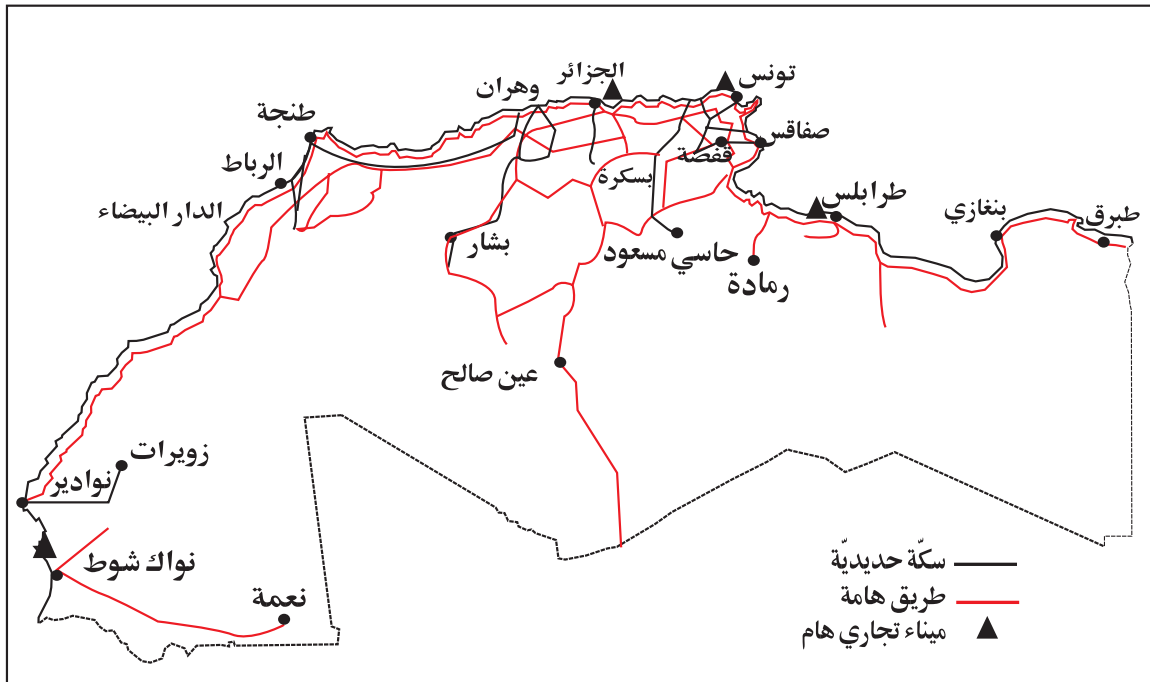 تونس
الجزائر
وهران
طنجة
صفاقس
قفصة
الرباط
بسكرة
الدار البيضاء
طرابلس
بنغازي
طبرق
بشار
حاسي مسعود
رمادة
عين صالح
زويرات
نوادير
نواك شوط
نعمة
سكّة حديديّة
طريق هامة
ميناء تجاري هام